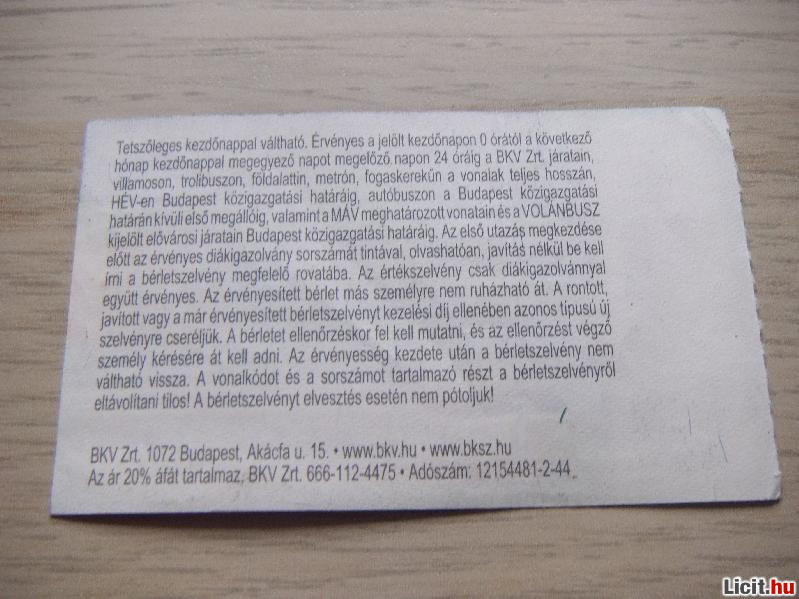 Tetszőleges kezdőnappal váltható. Érvényes a jelölt kezdőnapon 0 órától a következő
hónap kezdőnappal megegyező napot megelőző napon 24 óráig a BKV Zrt. járatain,
villamoson, trolibuszon, földalattin, metrón, fogaskerekűn a vonalak teljes hosszán,
HÉV-en Budapest közigazgatási határáig, autóbuszon a Budapest közigazgatási
határán kívüli első megállóig, valamint a MÁV meghatározott vonatain és a VOLÁNBUSZ
kijelölt elővárosi járatain Budapest közigazgatási határáig. Az első utazás megkezdése
előtt az érvényes diákigazolvány sorszámát tintával, olvashatóan, javítás nélkül be kell
írni a bérletszelvény megfelelő rovatába. Az értékszelvény csak diákigazolvánnyal
együtt érvényes. Az érvényesített bérlet más személyre nem ruházható át. A rontott,
javított vagy a már érvényesített bérletszelvényt kezelési díj ellenében azonos típusú új
szelvényre cseréljük. A bérletet ellenőrzéskor fel kell mutatni, és az ellenőrzést végző
személy kérésére át kell adni. Az érvényesség kezdete után a bérletszelvény nem
váltható vissza. A vonalkódot és a sorszámot tartalmazó részt a bérletszelvényről
eltávolítani tilos! A bérletszelvényt elvesztés esetén nem pótoljuk!
BKV Zrt. 1072 Budapest, Akácfa u. 15. • www.bkv.hu • www.bksz.hu
Az ár 20% áfát tartalmaz, BKV Zrt. 666-112-4475 • Adószám: 12154481-2-44
Licit.hu